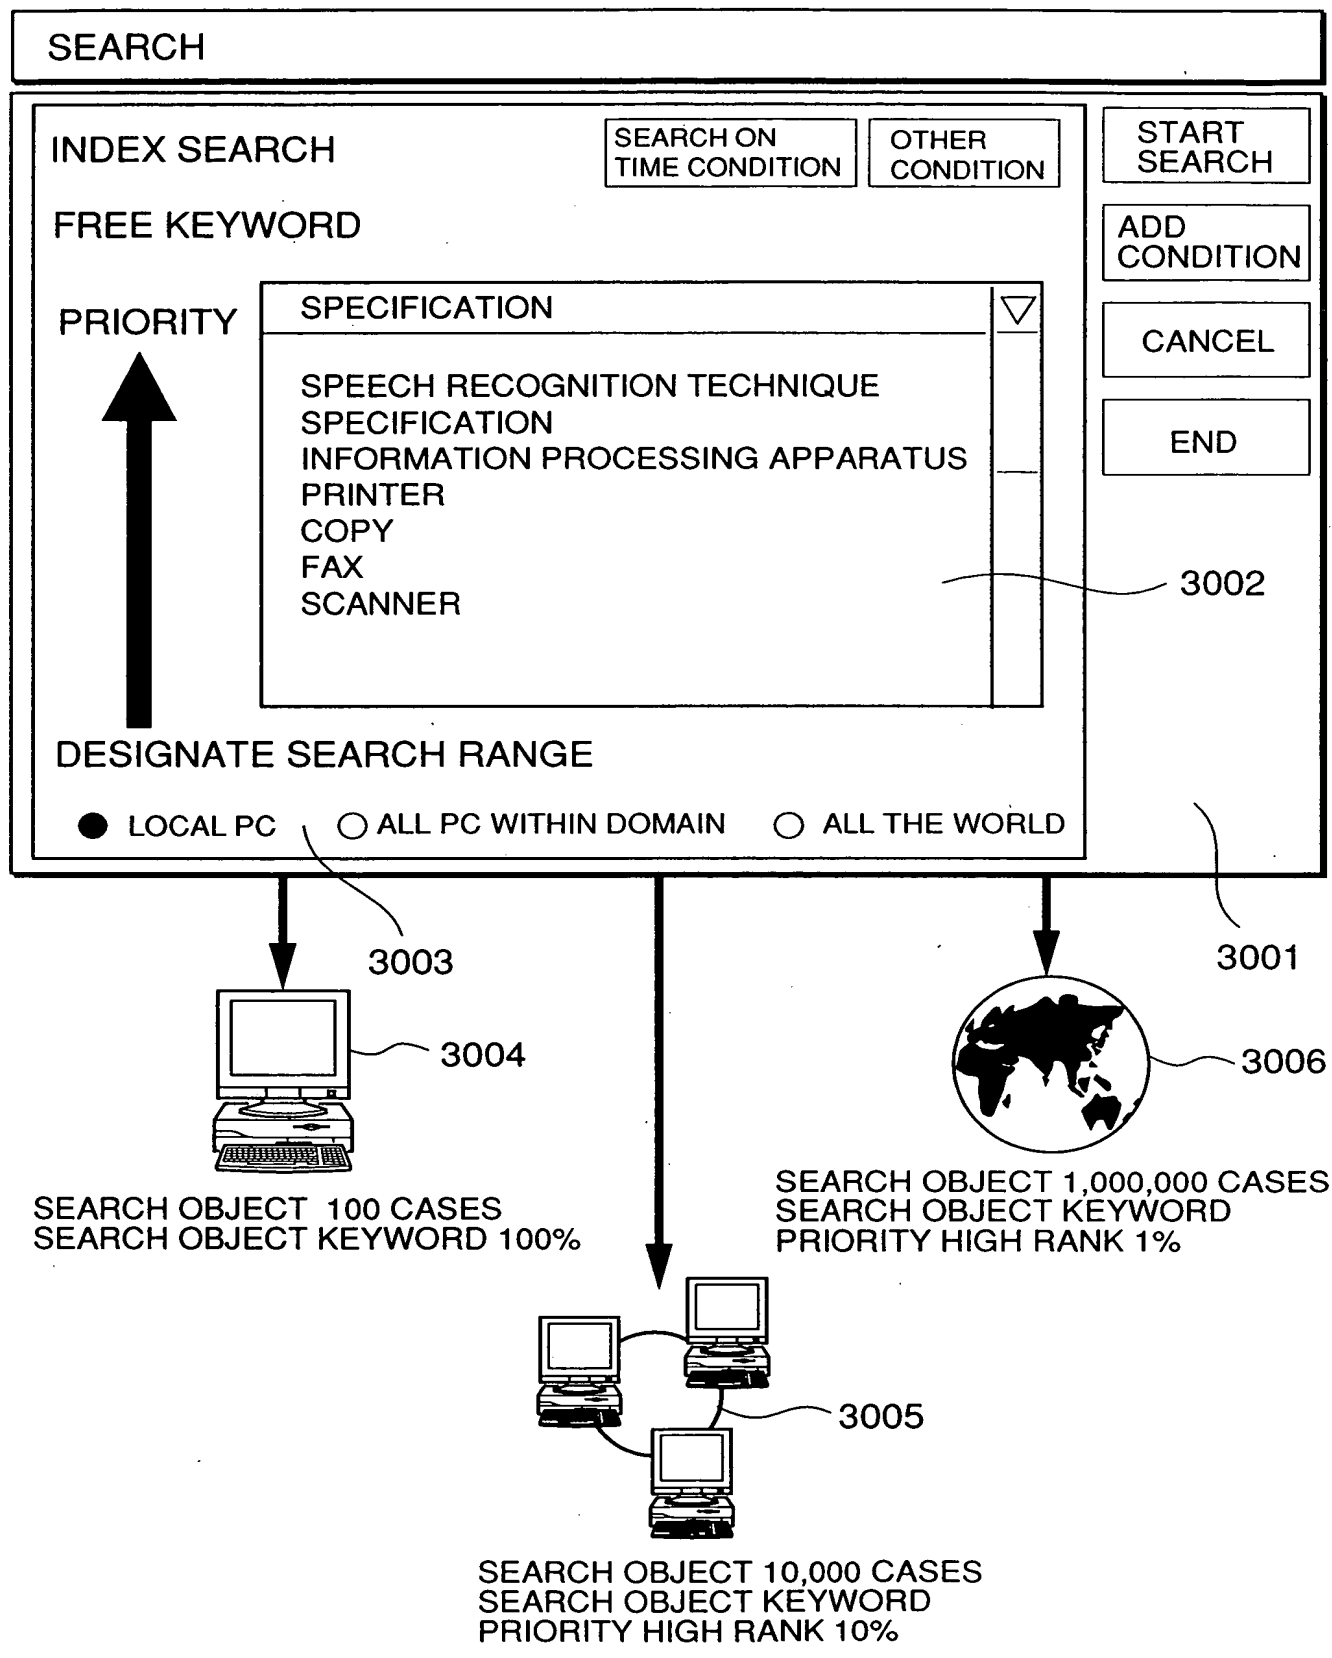 SEARCH
INDEX SEARCH
SEARCH ON
TIME CONDITION
OTHER
CONDITION
START
SEARCH
FREE KEYWORD
ADD
CONDITION
PRIORITY
SPECIFICATION
CANCEL
SPEECH RECOGNITION TECHNIQUE
SPECIFICATION
INFORMATION PROCESSING APPARATUS
PRINTER
COPY
FAX
SCANNER
END
3002
DESIGNATE SEARCH RANGE
LOCAL PC
ALL PC WITHIN DOMAIN
ALL THE WORLD
3003
3001
3004
3006
SEARCH OBJECT 100 CASES
SEARCH OBJECT KEYWORD 100%
SEARCH OBJECT 1,000,000 CASES
SEARCH OBJECT KEYWORD
PRIORITY HIGH RANK 1%
3005
SEARCH OBJECT 10,000 CASES
SEARCH OBJECT KEYWORD
PRIORITY HIGH RANK 10%